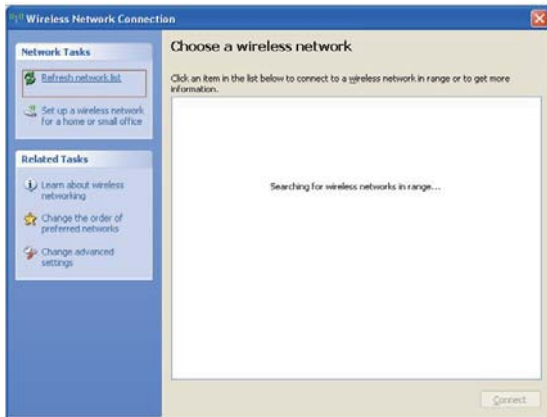 Wireless Network Connection
Network Tasks
Refresh network list
Set up a wireless network
for a home or small office
Related Tasks
Learn about wireless
networking
Change the order of
preferred networks
Change advanced
settings
Choose a wireless network
Click an item in the list below to connect to a wireless network in range or to get more
information.
Searching for wireless networks in range...
Connect